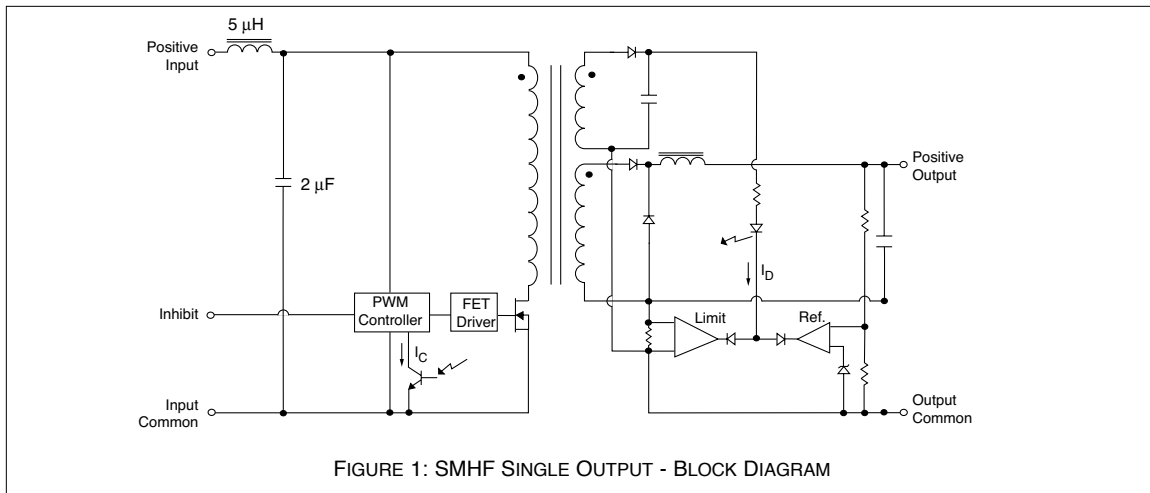 5 μH
Positive
Input
2 μF
Positive
Output
I_D
Inhibit
PWM
Controller
FET
Driver
Limit
Ref.
I_C
Input
Common
Output
Common
FIGURE 1: SMHF SINGLE OUTPUT - BLOCK DIAGRAM